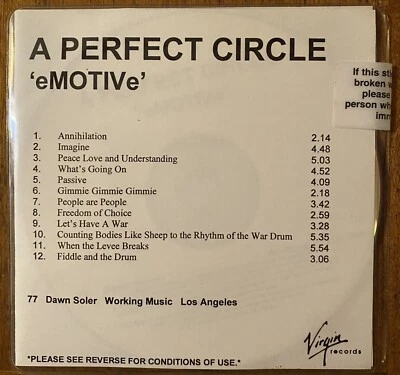 A PERFECT CIRCLE
'eMOTIVe'
If this sti
broken w
please
person wh
imm
1. Annihilation 2.14
2. Imagine 4.48
3. Peace Love and Understanding 5.03
4. What's Going On 4.52
5. Passive 4.09
6. Gimmie Gimmie Gimmie 2.18
7. People are People 3.42
8. Freedom of Choice 2.59
9. Let's Have A War 3.28
10. Counting Bodies Like Sheep to the Rhythm of the War Drum 5.35
11. When the Levee Breaks 5.54
12. Fiddle and the Drum 3.06
77 Dawn Soler Working Music Los Angeles
Virgin
records
*PLEASE SEE REVERSE FOR CONDITIONS OF USE.*